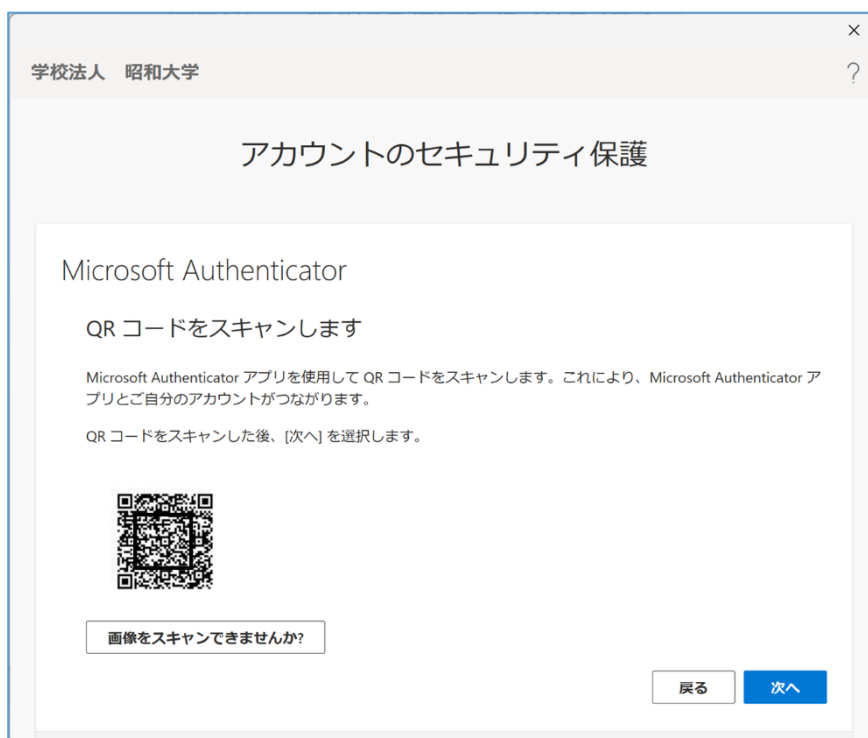 学校法人　昭和大学
?
アカウントのセキュリティ保護
Microsoft Authenticator
QR コードをスキャンします
Microsoft Authenticator アプリを使用して QR コードをスキャンします。これにより、Microsoft Authenticator ア
プリとご自分のアカウントがつながります。
QR コードをスキャンした後、[次へ] を選択します。
画像をスキャンできませんか?
戻る
次へ